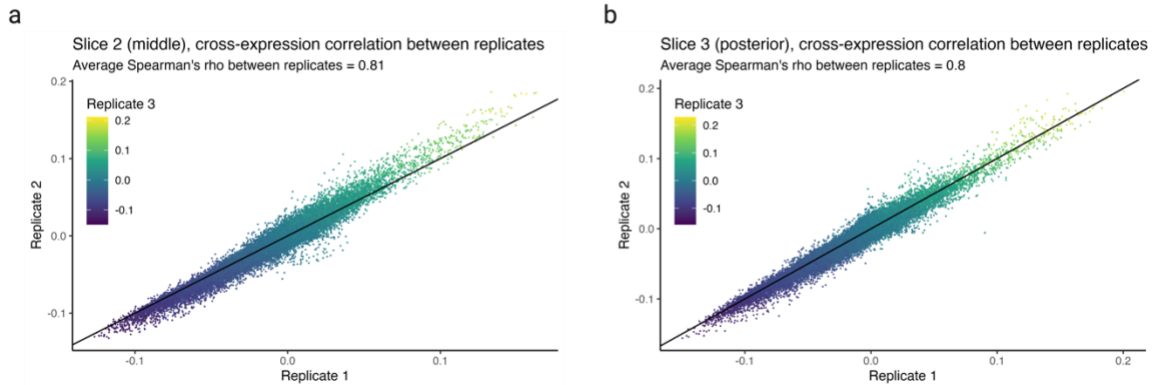 a
Slice 2 (middle), cross-expression correlation between replicates
Average Spearman's rho between replicates = 0.81
Replicate 3
0.2
0.1
0.0
-0.1
0.2
0.1
0.0
-0.1
Replicate 2
-0.1
0.0
0.1
Replicate 1
b
Slice 3 (posterior), cross-expression correlation between replicates
Average Spearman's rho between replicates = 0.8
Replicate 3
0.2
0.1
0.0
-0.1
0.2
0.1
0.0
-0.1
Replicate 2
-0.1
0.0
0.1
0.2
Replicate 1